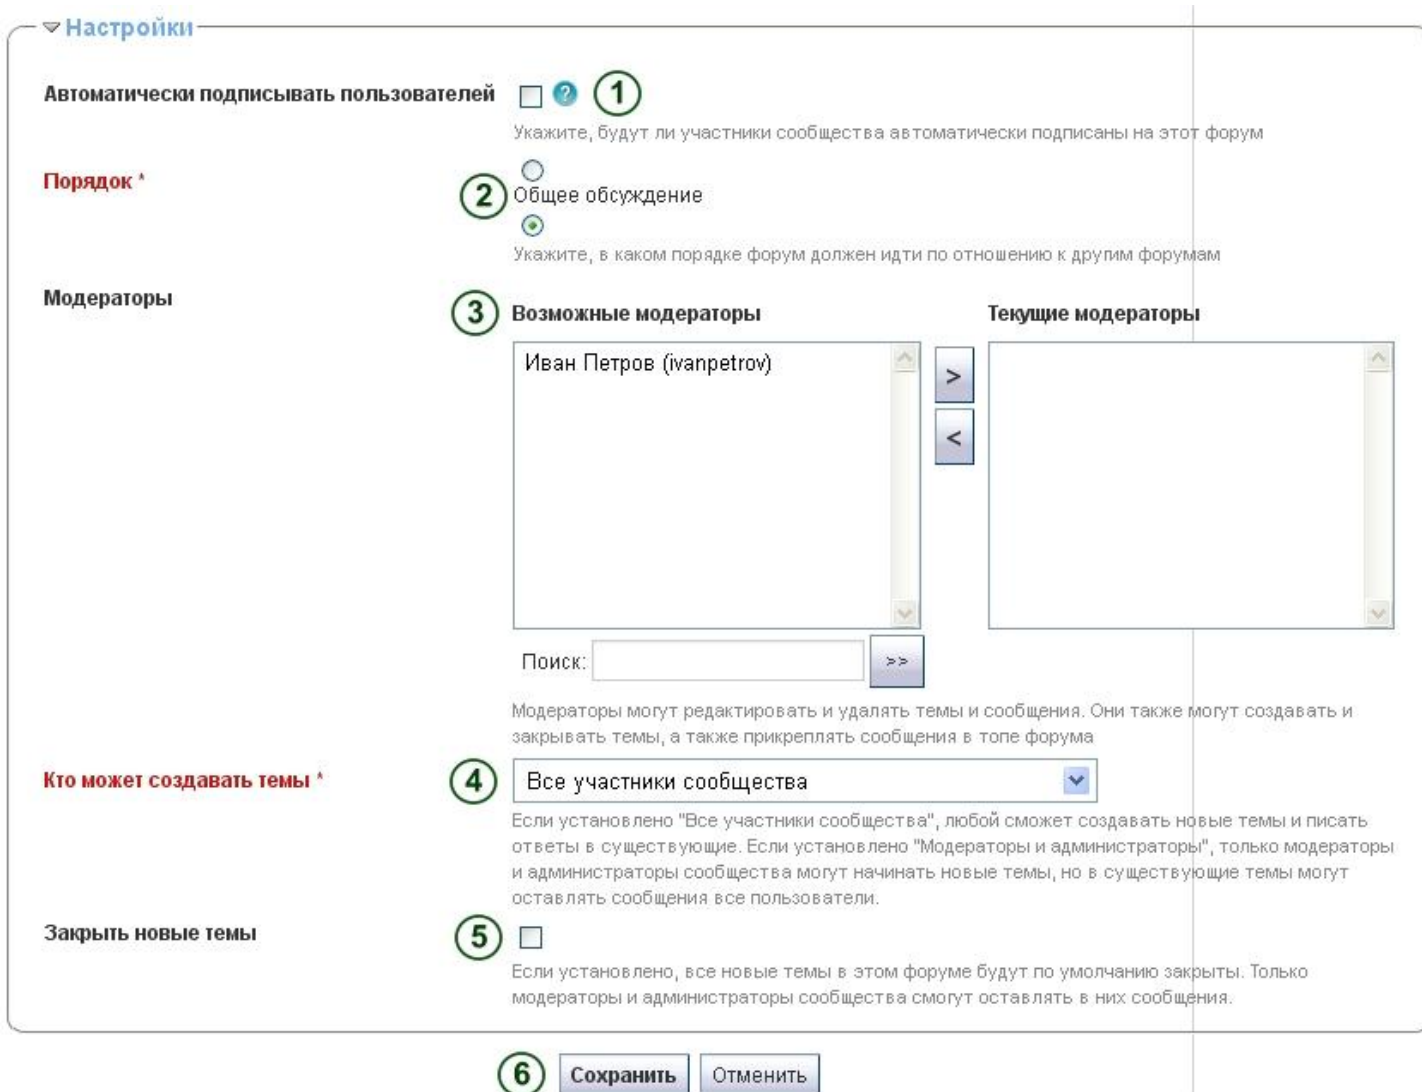 Настройки
Автоматически подписывать пользователей ? 1
Укажите, будут ли участники сообщества автоматически подписаны на этот форум
Порядок *
2 Общее обсуждение
Укажите, в каком порядке форум должен идти по отношению к другим форумам
Модераторы
3 Возможные модераторы Текущие модераторы
Иван Петров (ivanpetrov)
>
<
Поиск: >>
Модераторы могут редактировать и удалять темы и сообщения. Они также могут создавать и
закрывать темы, а также прикреплять сообщения в топе форума
Кто может создавать темы * 4 Все участники сообщества
Если установлено "Все участники сообщества", любой сможет создавать новые темы и писать
ответы в существующие. Если установлено "Модераторы и администраторы", только модераторы
и администраторы сообщества могут начинать новые темы, но в существующие темы могут
оставлять сообщения все пользователи.
Закрыть новые темы 5
Если установлено, все новые темы в этом форуме будут по умолчанию закрыты. Только
модераторы и администраторы сообщества смогут оставлять в них сообщения.
6 Сохранить Отменить